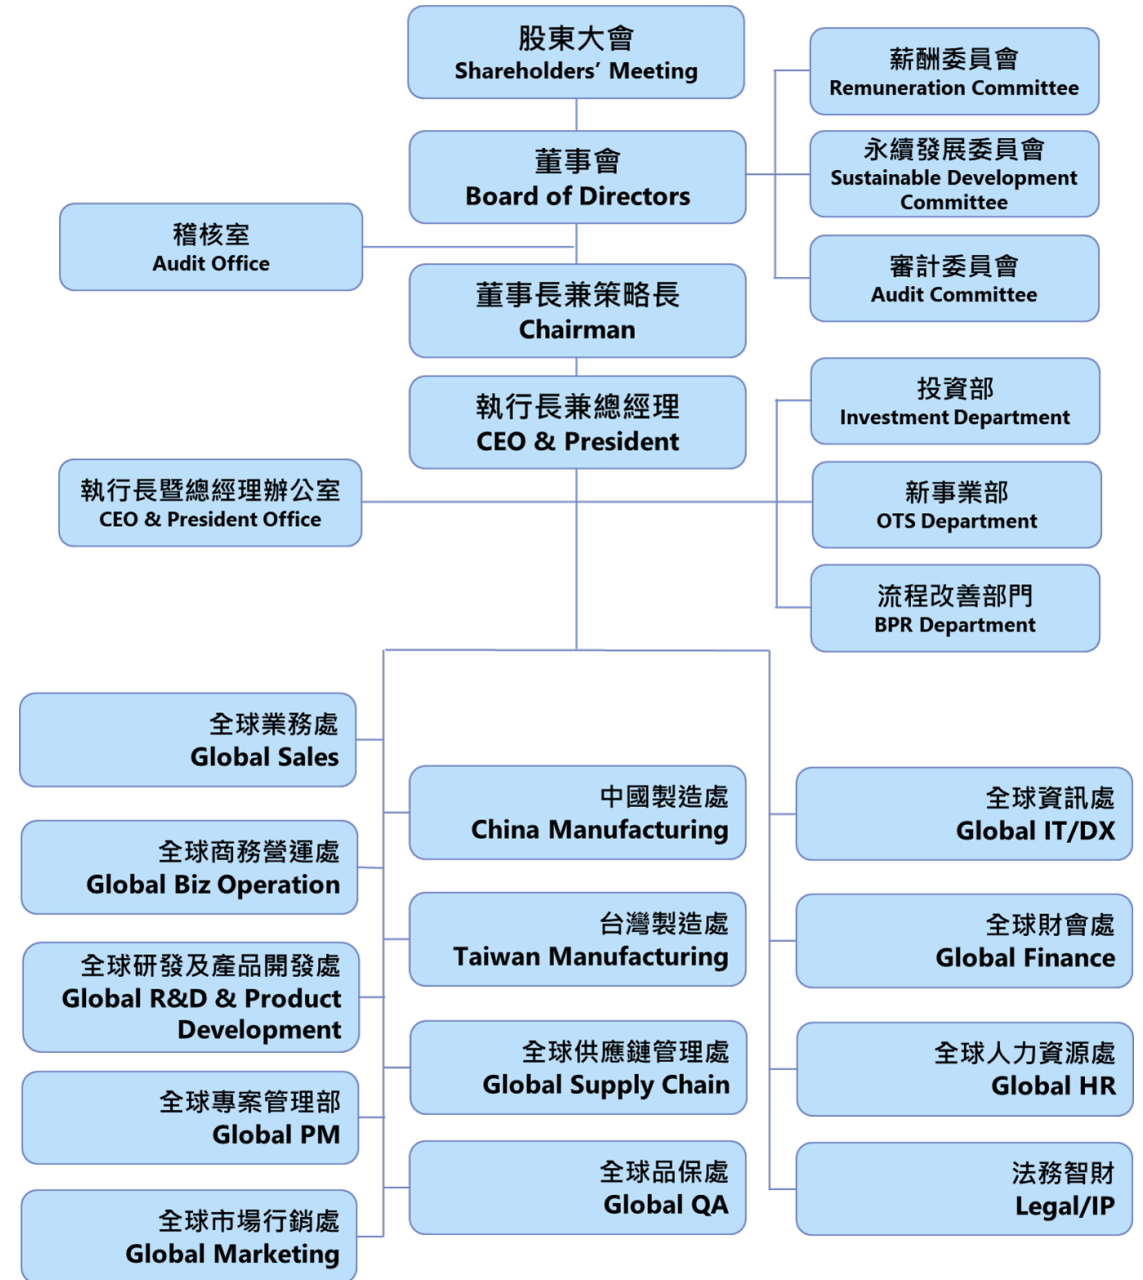 股東大會
Shareholders’ Meeting
薪酬委員會
Remuneration Committee
董事會
Board of Directors
永續發展委員會
Sustainable Development
Committee
稽核室
Audit Office
審計委員會
Audit Committee
董事長兼策略長
Chairman
執行長兼總經理
CEO & President
投資部
Investment Department
執行長暨總經理辦公室
CEO & President Office
新事業部
OTS Department
流程改善部門
BPR Department
全球業務處
Global Sales
全球商務營運處
Global Biz Operation
全球研發及產品開發處
Global R&D & Product
Development
全球專案管理部
Global PM
全球市場行銷處
Global Marketing
中國製造處
China Manufacturing
台灣製造處
Taiwan Manufacturing
全球供應鏈管理處
Global Supply Chain
全球品保處
Global QA
全球資訊處
Global IT/DX
全球財會處
Global Finance
全球人力資源處
Global HR
法務智財
Legal/IP